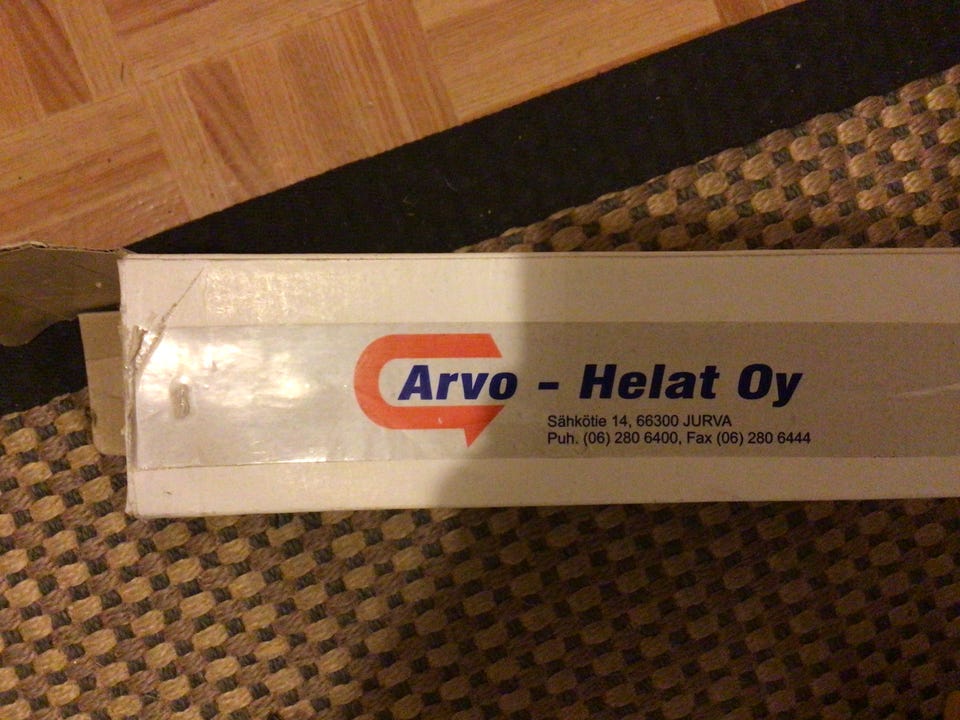 Arvo - Helat Oy
Sähkötie 14, 66300 JURVA
Puh. (06) 280 6400, Fax (06) 280 6444